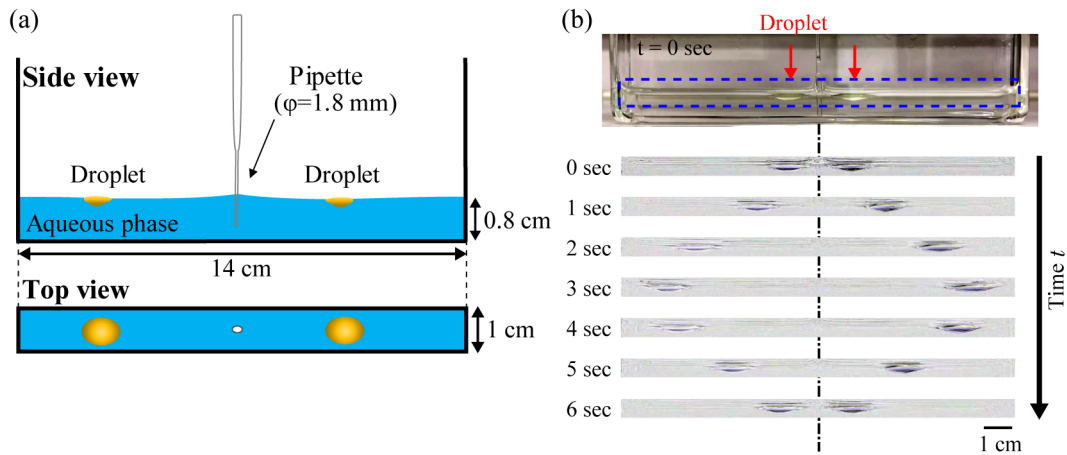 (a)
Side view
Pipette
(φ=1.8 mm)
Droplet
Droplet
Aqueous phase
0.8 cm
14 cm
Top view
1 cm
(b)
Droplet
t = 0 sec
0 sec
1 sec
2 sec
3 sec
4 sec
5 sec
6 sec
Time t
1 cm